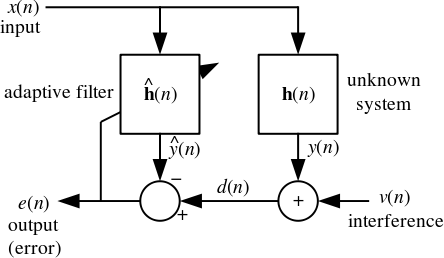 x(n)
input
adaptive filter
ĥ(n)
h(n)
unknown
system
ŷ(n)
y(n)
−
d(n)
+
+
e(n)
output
(error)
v(n)
interference